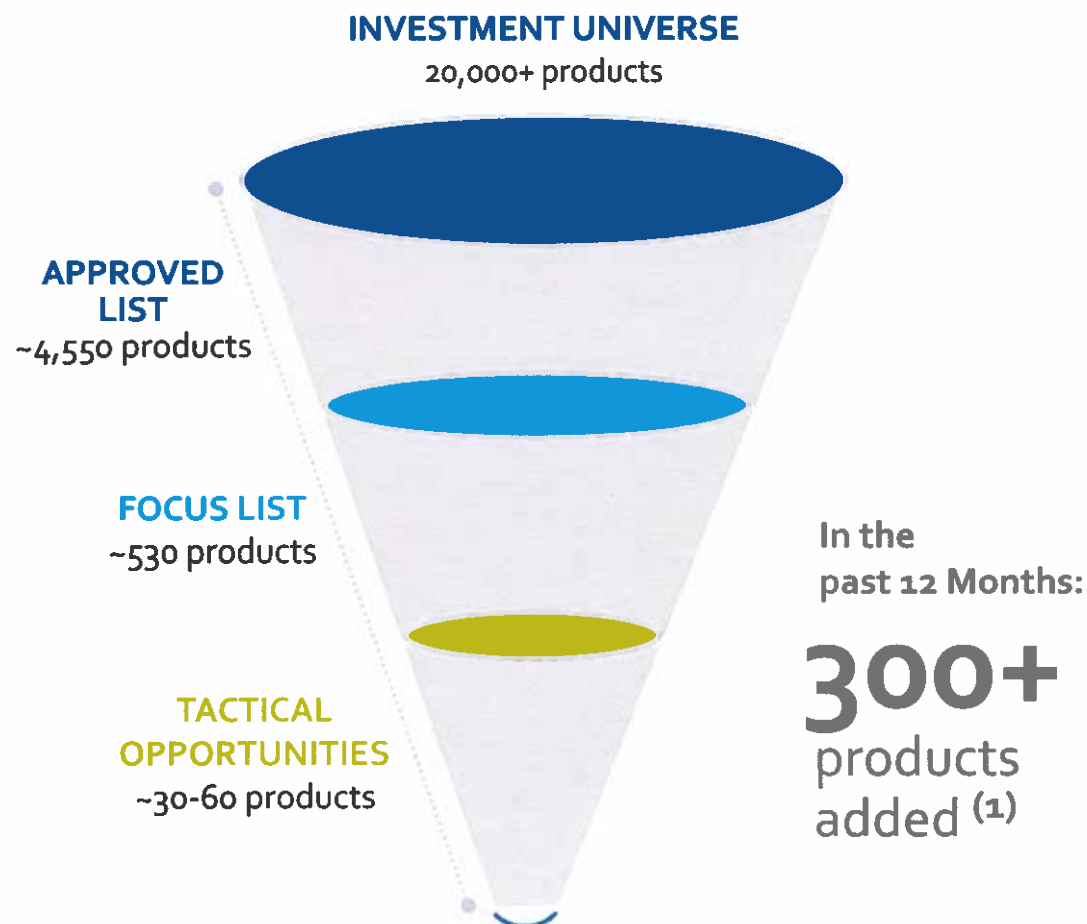 INVESTMENT UNIVERSE
20,000+ products
APPROVED
LIST
~4,550 products
FOCUS LIST
~530 products
TACTICAL
OPPORTUNITIES
~30-60 products
In the
past 12 Months:
300+
products
added (1)